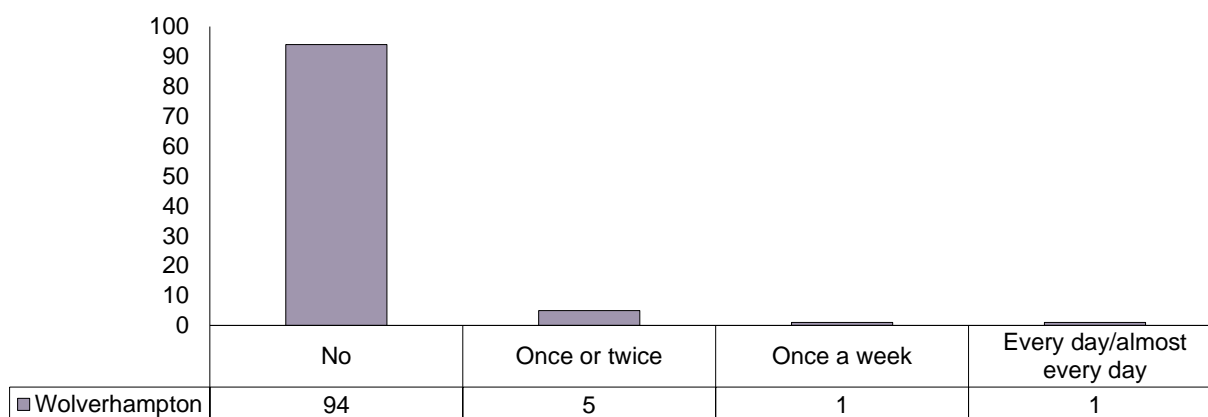 100
90
80
70
60
50
40
30
20
10
0
No
Once or twice
Once a week
Every day/almost
every day
Wolverhampton 94 5 1 1